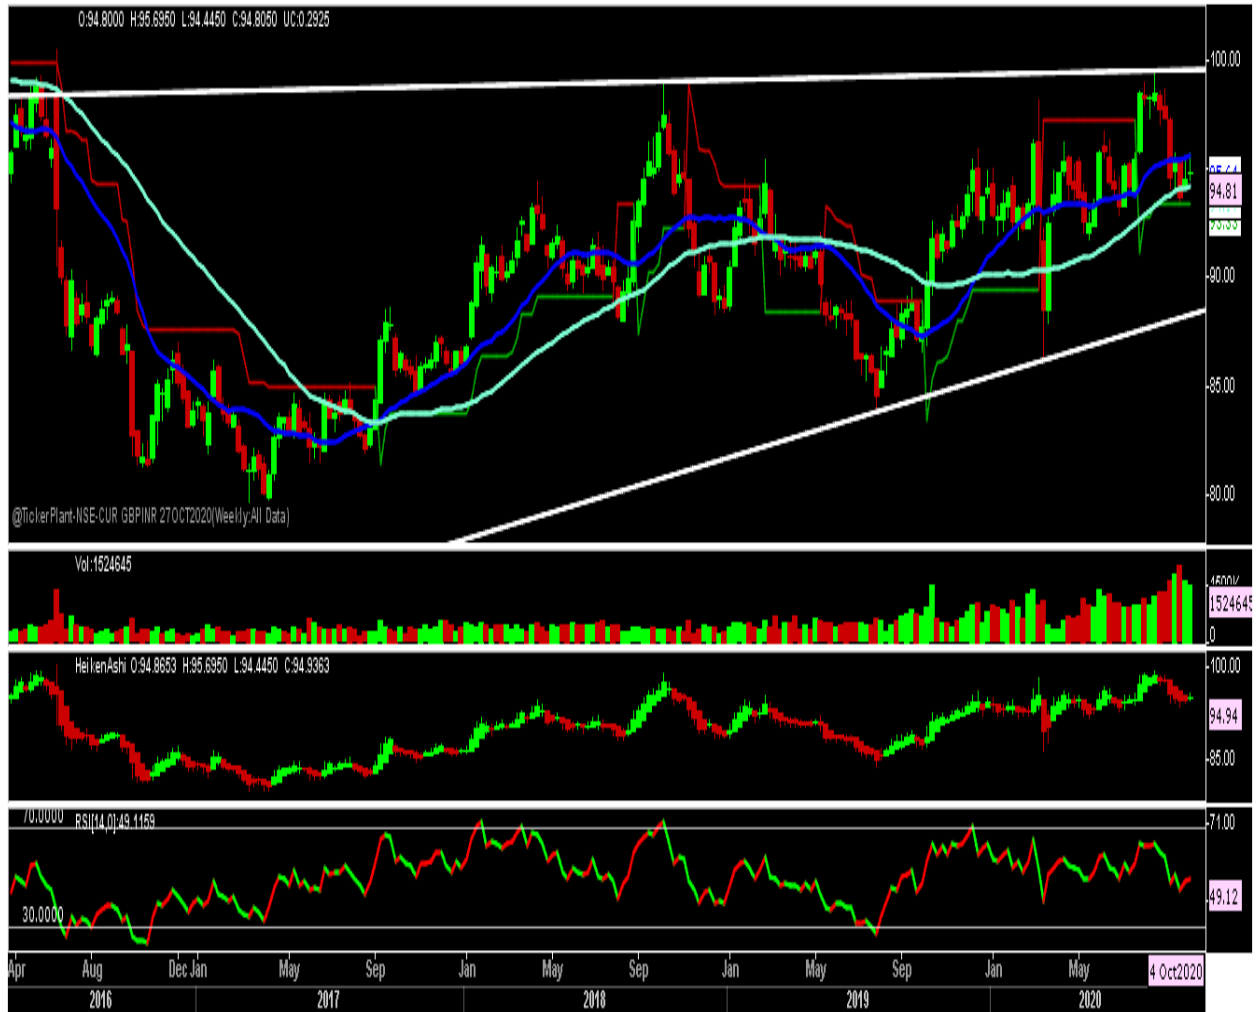 O:94.8000 H:95.6950 L:94.4450 C:94.8050 UC:0.2925
100.00
94.81
90.00
85.00
80.00
@TickerPlant-NSE-CUR GBPINR 27OCT2020(Weekly:All Data)
Vol:1524645
1524645
0
HeikenAshi O:94.8653 H:95.6950 L:94.4450 C:94.9363
100.00
94.94
85.00
70.0000 RSI[14,0]:49.1159
71.00
49.12
30.0000
Apr Aug Dec Jan May Sep Jan May Sep Jan May Sep Jan May 4 Oct2020
2016 2017 2018 2019 2020